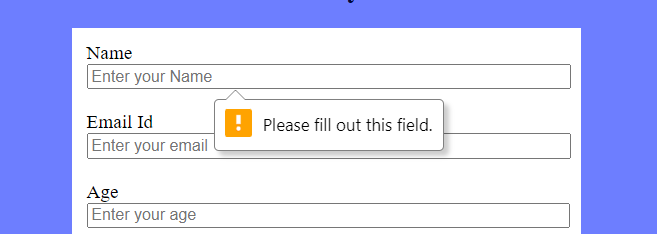 Name
Enter your Name
Please fill out this field.
Email Id
Enter your email
Age
Enter your age